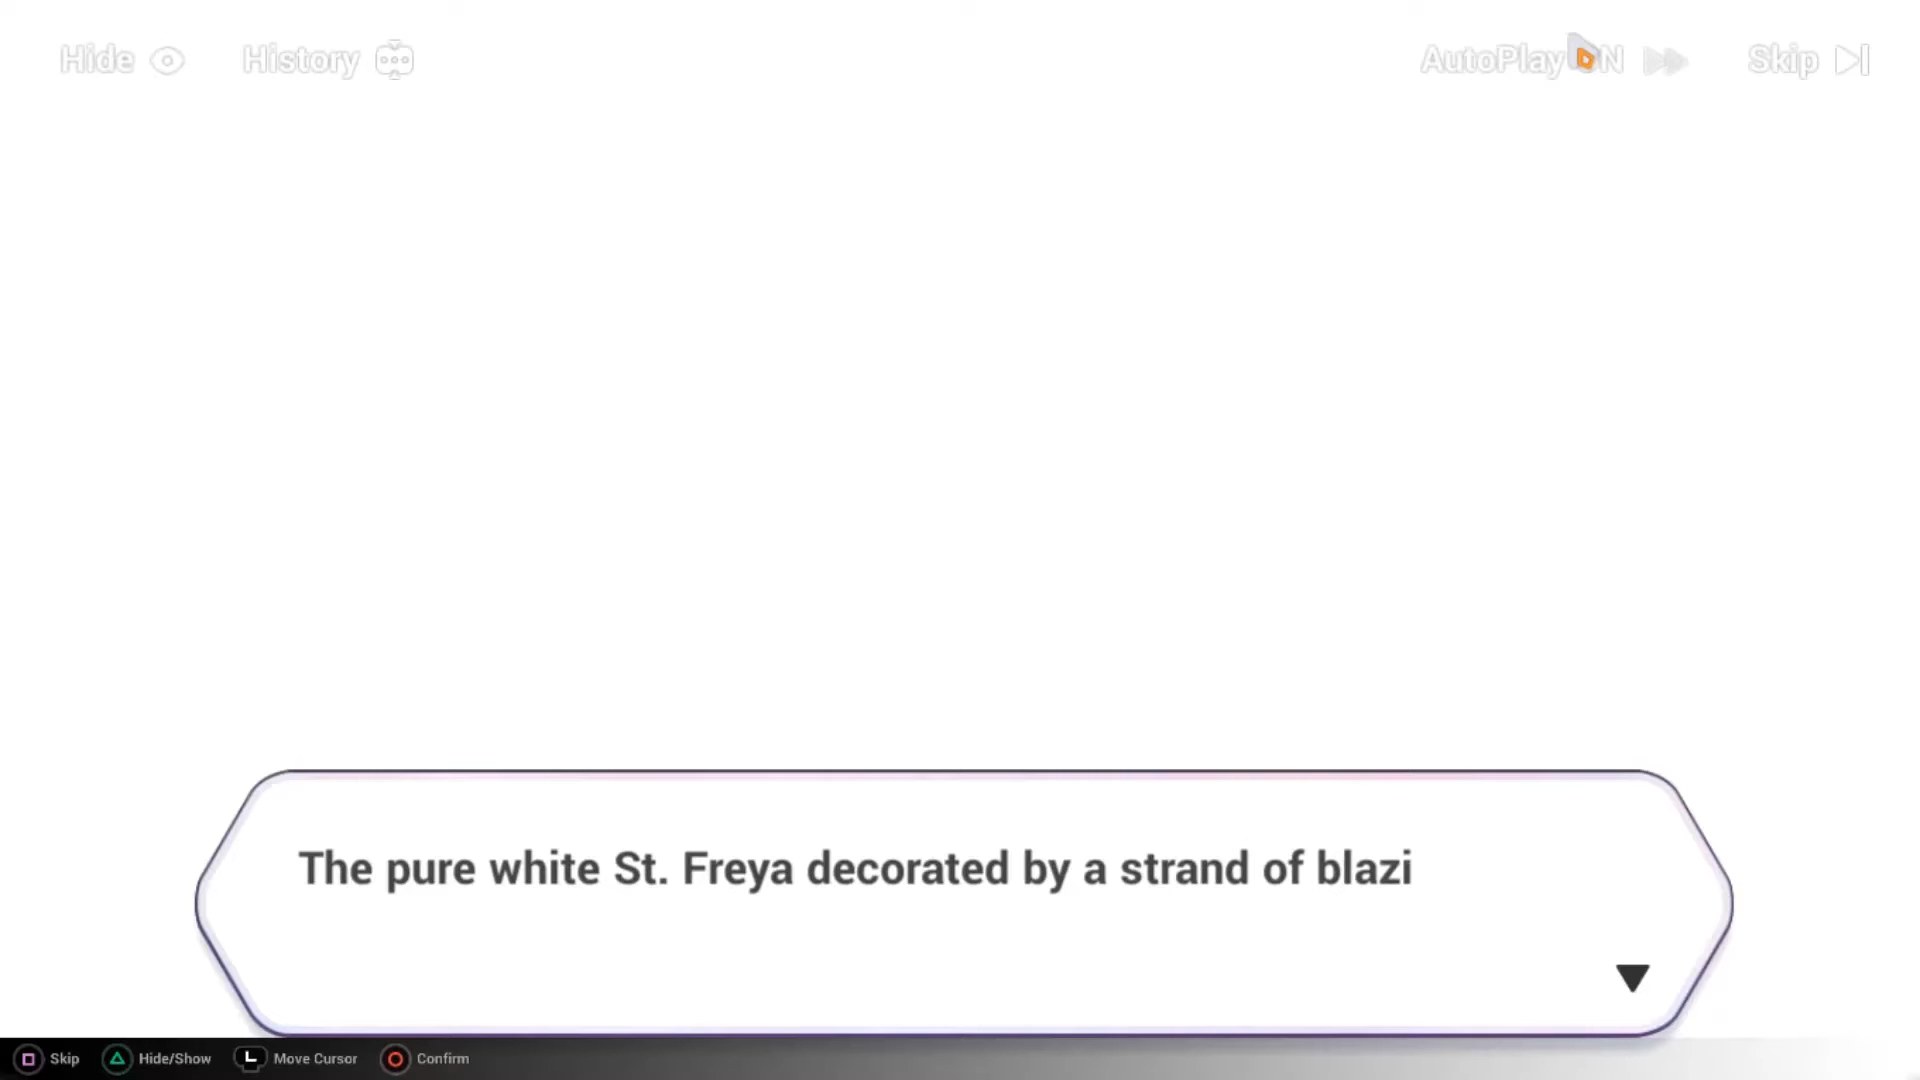 Hide
History
AutoPlay ON
Skip
The pure white St. Freya decorated by a strand of blazi
Skip
Hide/Show
L
Move Cursor
Confirm